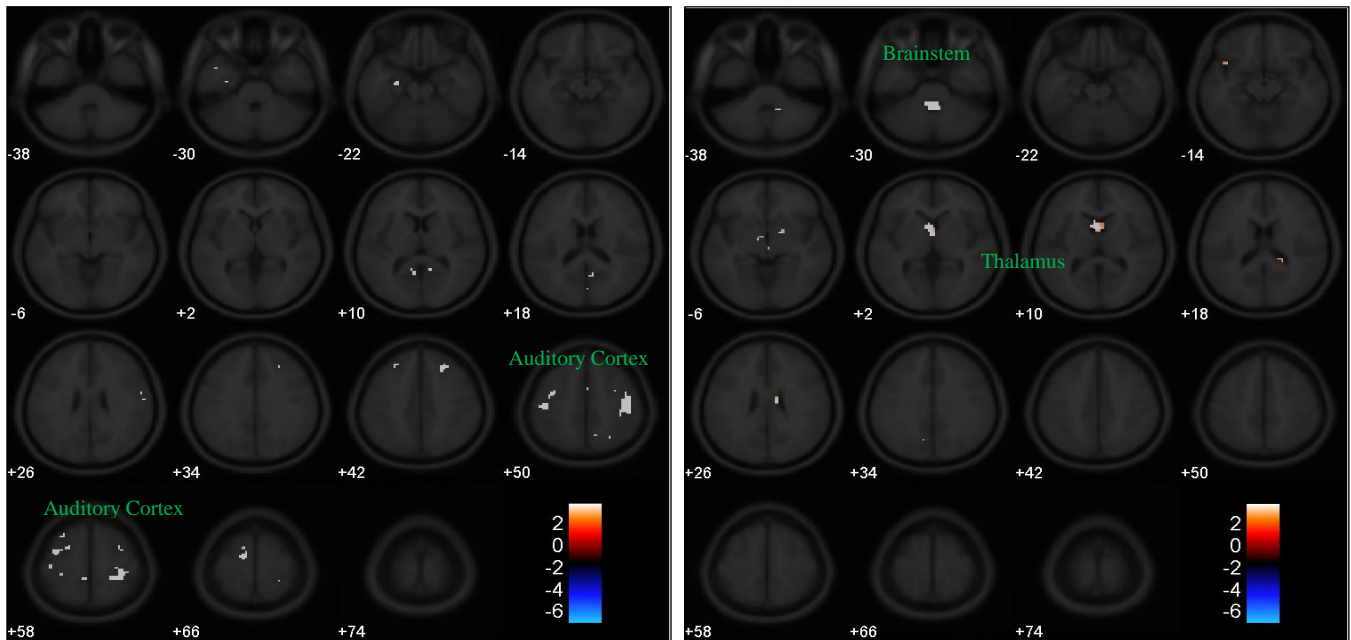 Brainstem
-38 -30 -22 -14
-38 -30 -22 -14
Thalamus
-6 +2 +10 +18
-6 +2 +10 +18
Auditory Cortex
+26 +34 +42 +50
+26 +34 +42 +50
Auditory Cortex
2
0
-2
-4
-6
2
0
-2
-4
-6
+58 +66 +74
+58 +66 +74